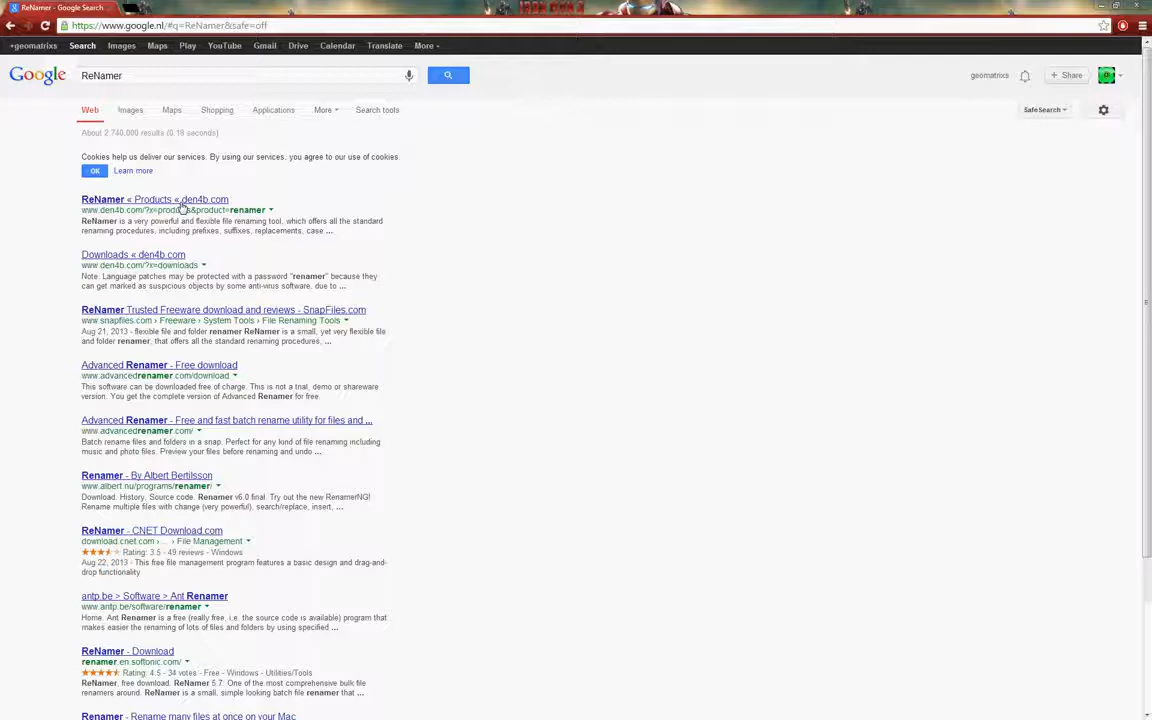 ReNamer - Google Search
https://www.google.nl/#q=ReNamer&safe=off
+geomatrixs Search Images Maps Play YouTube Gmail Drive Calendar Translate More
Google ReNamer geomatrixs Share
Web Images Maps Shopping Applications More Search tools SafeSearch
About 2.740.000 results (0.18 seconds)
Cookies help us deliver our services. By using our services, you agree to our use of cookies.
OK Learn more
ReNamer « Products « den4b.com
www.den4b.com/?x=products&product=renamer
ReNamer is a very powerful and flexible file renaming tool, which offers all the standard
renaming procedures, including prefixes, suffixes, replacements, case ...
Downloads « den4b.com
www.den4b.com/?x=downloads
Note: Language patches may be protected with a password "renamer" because they
can get marked as suspicious objects by some anti-virus software, due to ...
ReNamer Trusted Freeware download and reviews - SnapFiles.com
www.snapfiles.com › Freeware › System Tools › File Renaming Tools
Aug 21, 2013 - flexible file and folder renamer ReNamer is a small, yet very flexible file
and folder renamer, that offers all the standard renaming procedures, ...
Advanced Renamer - Free download
www.advancedrenamer.com/download
This software can be downloaded free of charge. This is not a trial, demo or shareware
version. You get the complete version of Advanced Renamer for free.
Advanced Renamer - Free and fast batch rename utility for files and ...
www.advancedrenamer.com/
Batch rename files and folders in a snap. Perfect for any kind of file renaming including
music and photo files. Preview your files before renaming and undo ...
Renamer - By Albert Bertilsson
www.albert.nu/programs/renamer/
Download. History. Source code. Renamer v6.0 final. Try out the new RenamerNG!
Rename multiple files with change (very powerful), search/replace, insert, ...
ReNamer - CNET Download.com
download.cnet.com › ... › File Management
Rating: 3.5 - 49 reviews - Windows
Aug 22, 2013 - This free file management program features a basic design and drag-and-
drop functionality
antp.be > Software > Ant Renamer
www.antp.be/software/renamer
Home. Ant Renamer is a free (really free, i.e. the source code is available) program that
makes easier the renaming of lots of files and folders by using specified ...
ReNamer - Download
renamer.en.softonic.com/
Rating: 4.5 - 34 votes - Free - Windows - Utilities/Tools
ReNamer, free download. ReNamer 5.7: One of the most comprehensive bulk file
renamers around. ReNamer is a small, simple looking batch file renamer that ...
Renamer - Rename many files at once on your Mac